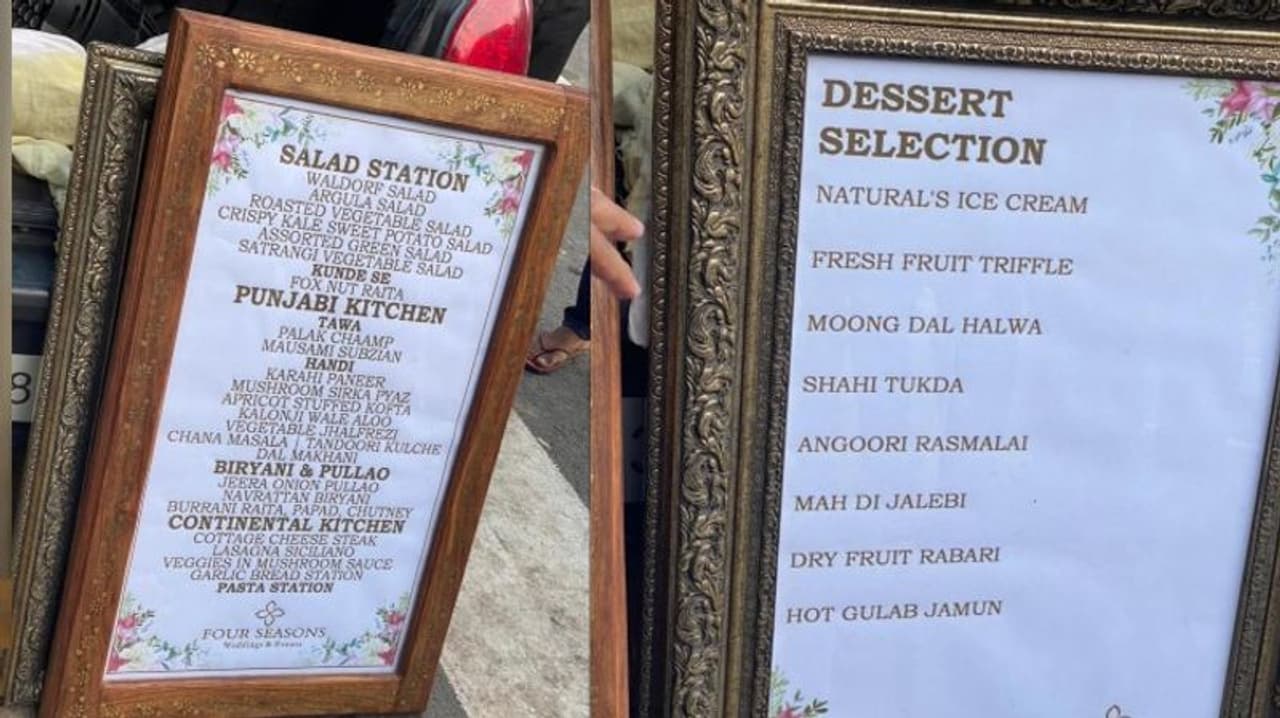 SALAD STATION
WALDORF SALAD
ARGULA SALAD
ROASTED VEGETABLE SALAD
CRISPY KALE SWEET POTATO SALAD
ASSORTED GREEN SALAD
SATRANGI VEGETABLE SALAD
KUNDE SE
FOX NUT RAITA
PUNJABI KITCHEN
TAWA
PALAK CHAAMP
MAUSAMI SUBZIAN
HANDI
KARAHI PANEER
MUSHROOM SIRKA PYAZ
APRICOT STUFFED KOFTA
KALONJI WALE ALOO
VEGETABLE JHALFREZI
CHANA MASALA | TANDOORI KULCHE
DAL MAKHANI
BIRYANI & PULLAO
JEERA ONION PULLAO
NAVRATTAN BIRYANI
BURRANI RAITA, PAPAD, CHUTNEY
CONTINENTAL KITCHEN
COTTAGE CHEESE STEAK
LASAGNA SICILIANO
VEGGIES IN MUSHROOM SAUCE
GARLIC BREAD STATION
PASTA STATION
FOUR SEASONS
Weddings & Events
8
DESSERT
SELECTION
NATURAL'S ICE CREAM
FRESH FRUIT TRIFFLE
MOONG DAL HALWA
SHAHI TUKDA
ANGOORI RASMALAI
MAH DI JALEBI
DRY FRUIT RABARI
HOT GULAB JAMUN